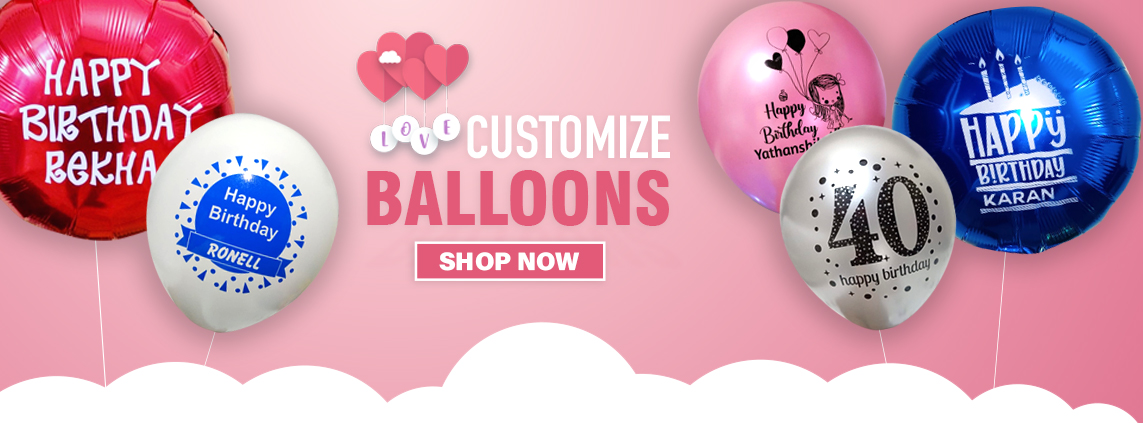 HAPPY
BIRTHDAY
REKHA
Happy
Birthday
RONELL
LOVE
CUSTOMIZE
BALLOONS
SHOP NOW
Happy
Birthday
40
happy birthday
HAPPY
BIRTHDAY
KARAN